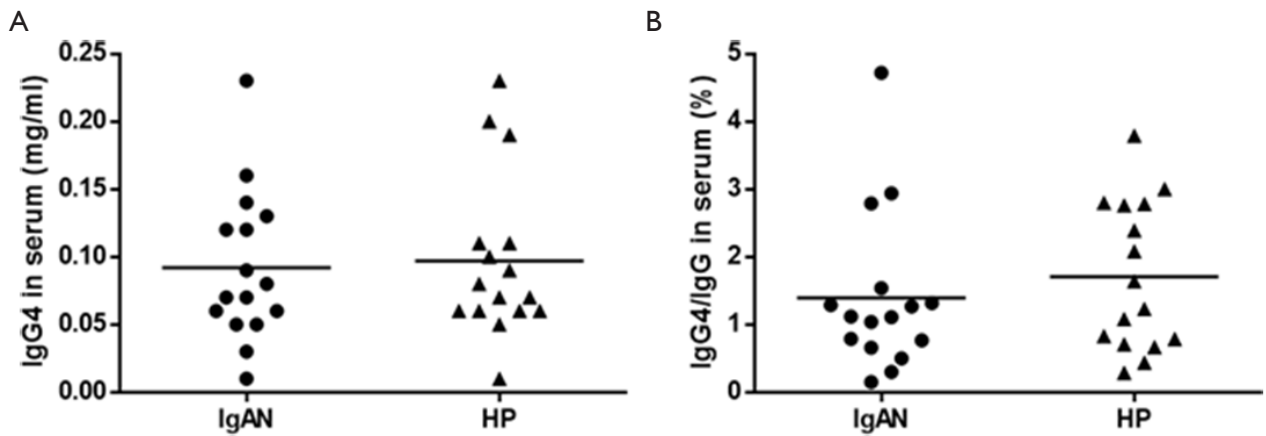 A
IgG4 in serum (mg/ml)
0.25
0.20
0.15
0.10
0.05
0.00
IgAN HP
B
IgG4/IgG in serum (%)
5
4
3
2
1
0
IgAN HP